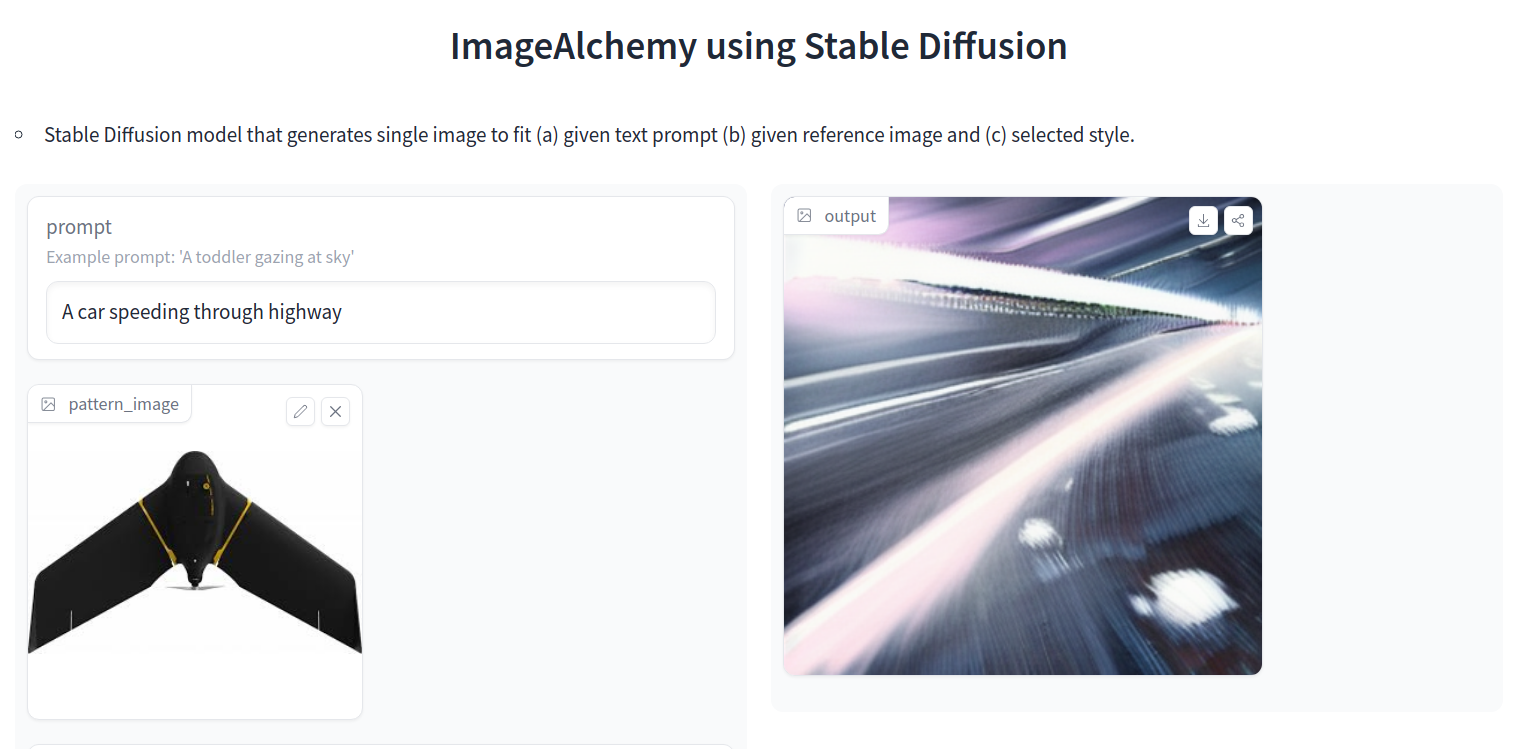 ImageAlchemy using Stable Diffusion
Stable Diffusion model that generates single image to fit (a) given text prompt (b) given reference image and (c) selected style.
prompt
Example prompt: 'A toddler gazing at sky'
A car speeding through highway
pattern_image
output